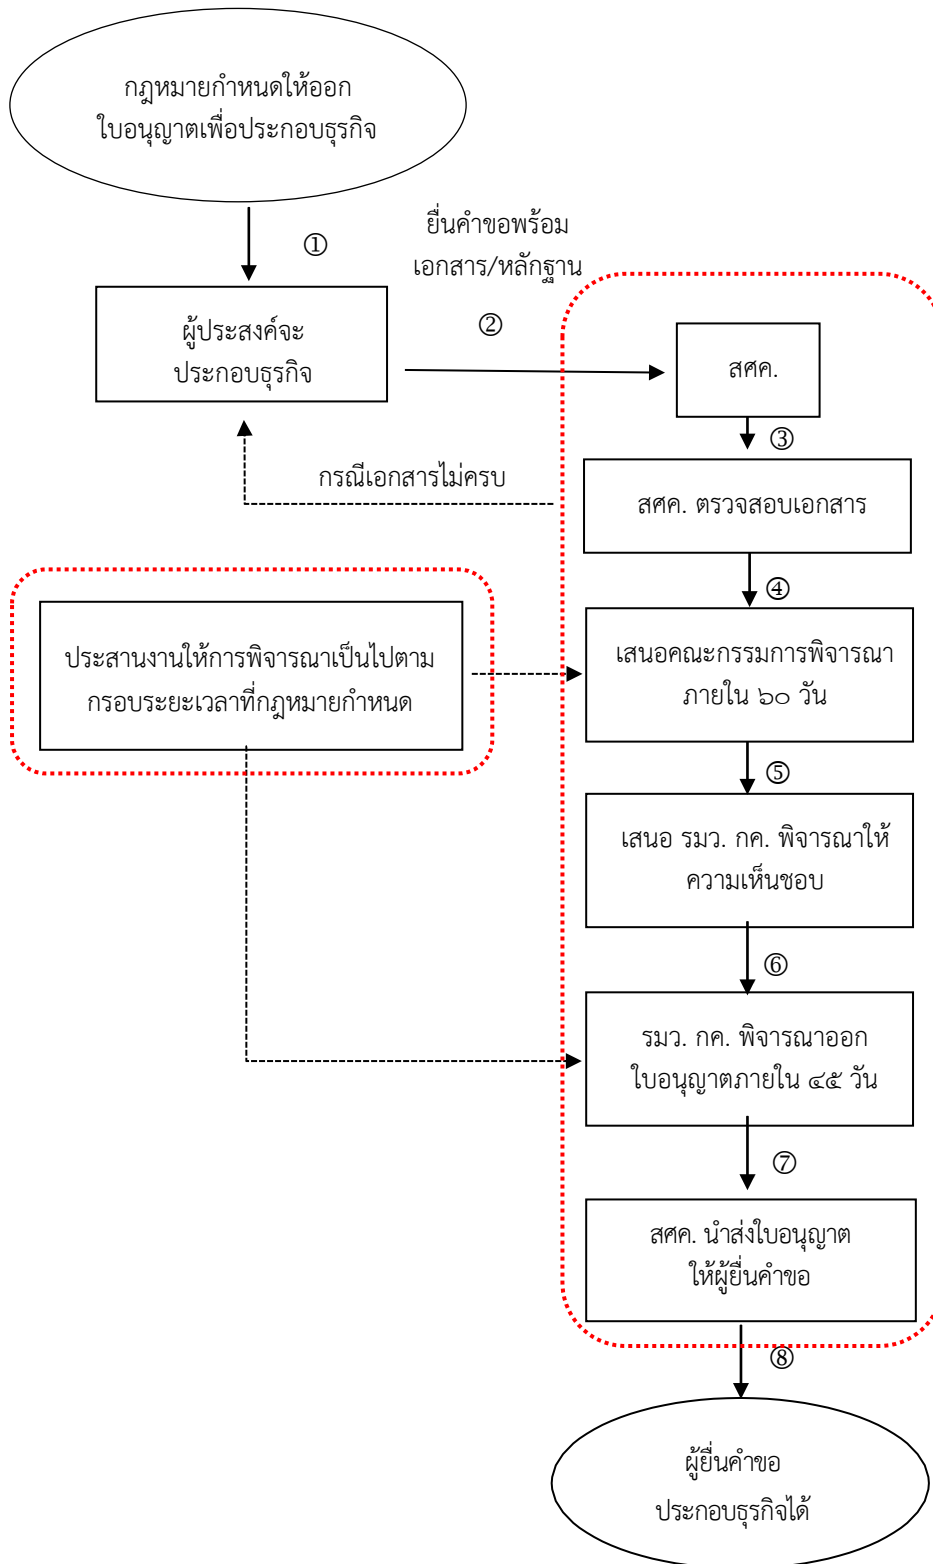 กฎหมายกำหนดให้ออก
ใบอนุญาตเพื่อประกอบธุรกิจ
①
ยื่นคำขอพร้อม
เอกสาร/หลักฐาน
②
ผู้ประสงค์จะ
ประกอบธุรกิจ
สศค.
③
กรณีเอกสารไม่ครบ
สศค. ตรวจสอบเอกสาร
④
ประสานงานให้การพิจารณาเป็นไปตาม
กรอบระยะเวลาที่กฎหมายกำหนด
เสนอคณะกรรมการพิจารณา
ภายใน ๖๐ วัน
⑤
เสนอ รมว. กค. พิจารณาให้
ความเห็นชอบ
⑥
รมว. กค. พิจารณาออก
ใบอนุญาตภายใน ๔๕ วัน
⑦
สศค. นำส่งใบอนุญาต
ให้ผู้ยื่นคำขอ
⑧
ผู้ยื่นคำขอ
ประกอบธุรกิจได้